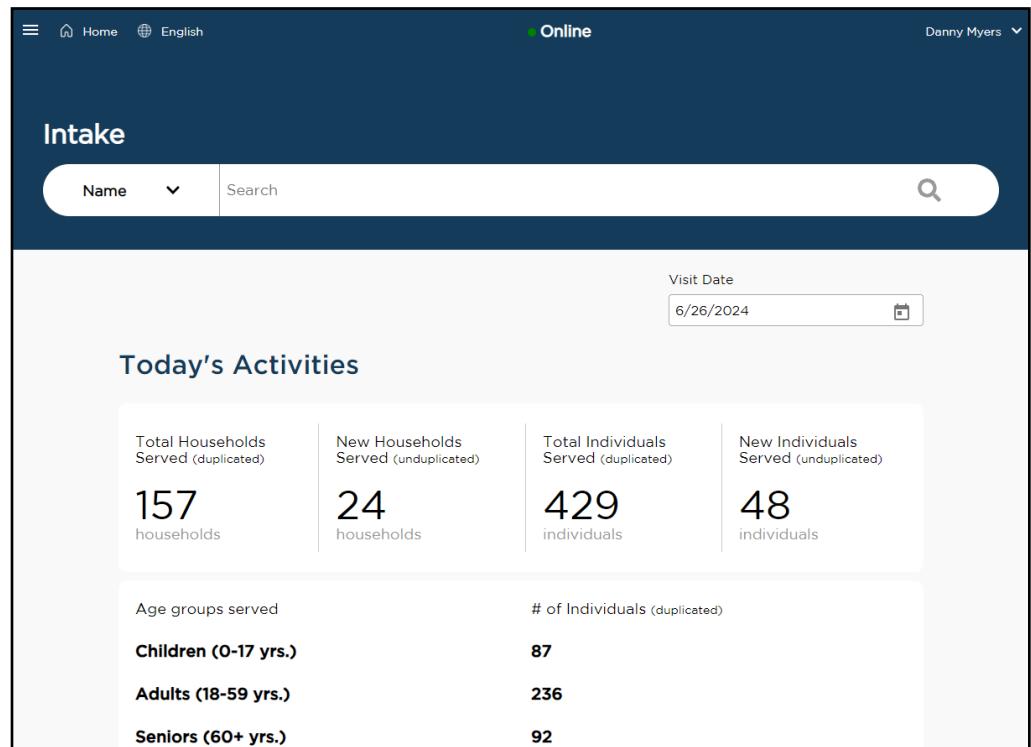 Home English Online Danny Myers
Intake
Name Search
Visit Date
6/26/2024
Today's Activities
Total Households New Households Total Individuals New Individuals
Served (duplicated) Served (unduplicated) Served (duplicated) Served (unduplicated)
157 24 429 48
households households individuals individuals
Age groups served # of Individuals (duplicated)
Children (0-17 yrs.) 87
Adults (18-59 yrs.) 236
Seniors (60+ yrs.) 92